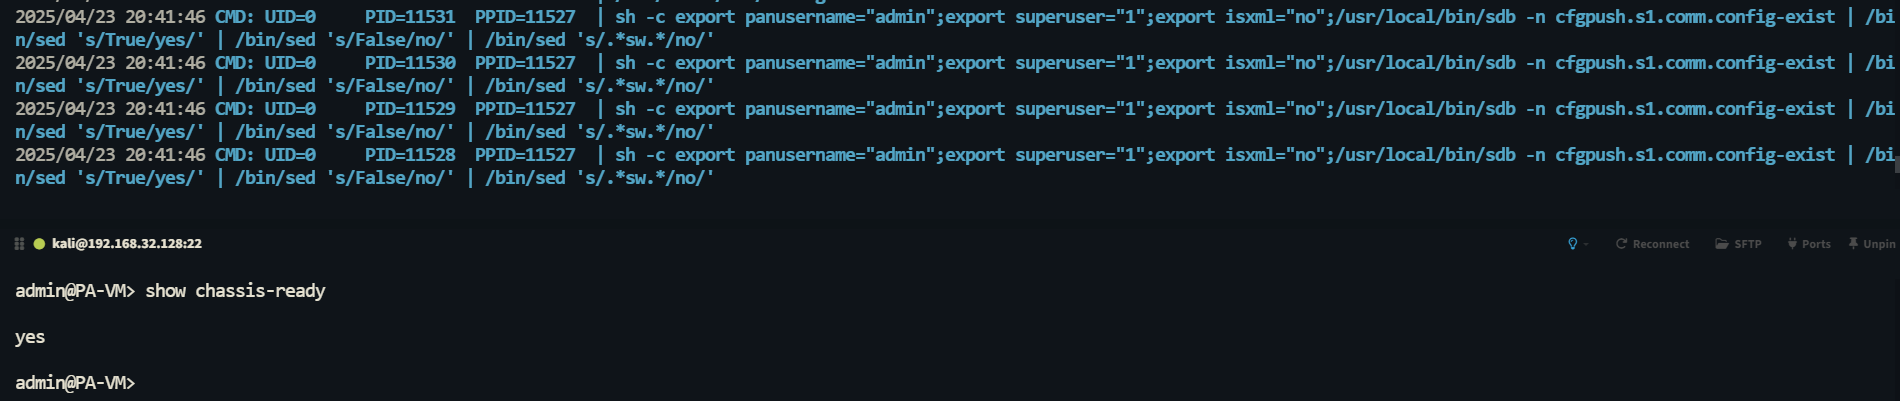 2025/04/23 20:41:46 CMD: UID=0     PID=11531  PPID=11527  | sh -c export panusername="admin";export superuser="1";export isxml="no";/usr/local/bin/sdb -n cfgpush.s1.comm.config-exist | /bi
n/sed 's/True/yes/' | /bin/sed 's/False/no/' | /bin/sed 's/.*sw.*/no/'
2025/04/23 20:41:46 CMD: UID=0     PID=11530  PPID=11527  | sh -c export panusername="admin";export superuser="1";export isxml="no";/usr/local/bin/sdb -n cfgpush.s1.comm.config-exist | /bi
n/sed 's/True/yes/' | /bin/sed 's/False/no/' | /bin/sed 's/.*sw.*/no/'
2025/04/23 20:41:46 CMD: UID=0     PID=11529  PPID=11527  | sh -c export panusername="admin";export superuser="1";export isxml="no";/usr/local/bin/sdb -n cfgpush.s1.comm.config-exist | /bi
n/sed 's/True/yes/' | /bin/sed 's/False/no/' | /bin/sed 's/.*sw.*/no/'
2025/04/23 20:41:46 CMD: UID=0     PID=11528  PPID=11527  | sh -c export panusername="admin";export superuser="1";export isxml="no";/usr/local/bin/sdb -n cfgpush.s1.comm.config-exist | /bi
n/sed 's/True/yes/' | /bin/sed 's/False/no/' | /bin/sed 's/.*sw.*/no/'
kali@192.168.32.128:22 Reconnect SFTP Ports Unpin
admin@PA-VM> show chassis-ready
yes
admin@PA-VM>